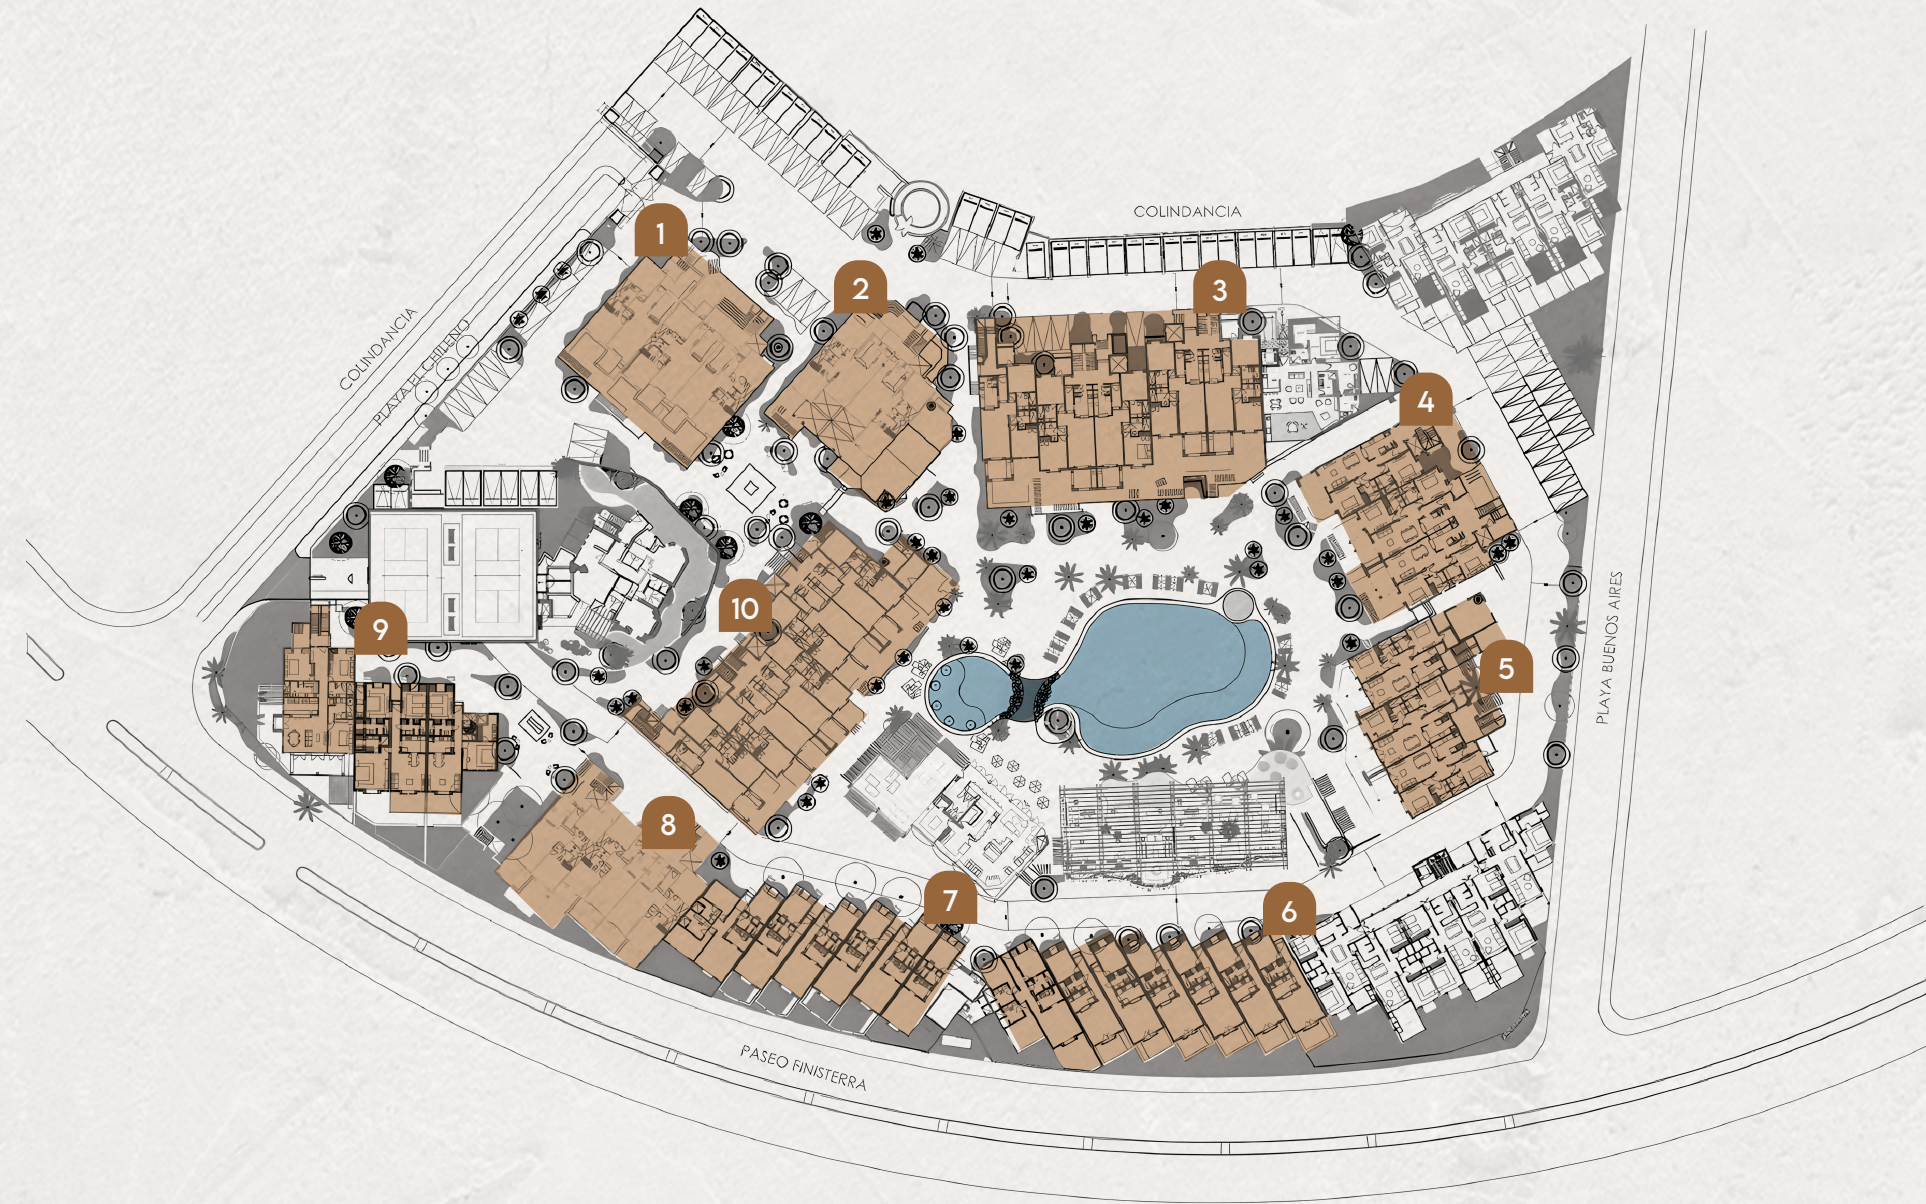 COLINDANCIA
1
2
3
COLINDANCIA
PLAYA EL CHILENO
4
10
9
5
PLAYA BUENOS AIRES
8
7
6
PASEO FINISTERRA